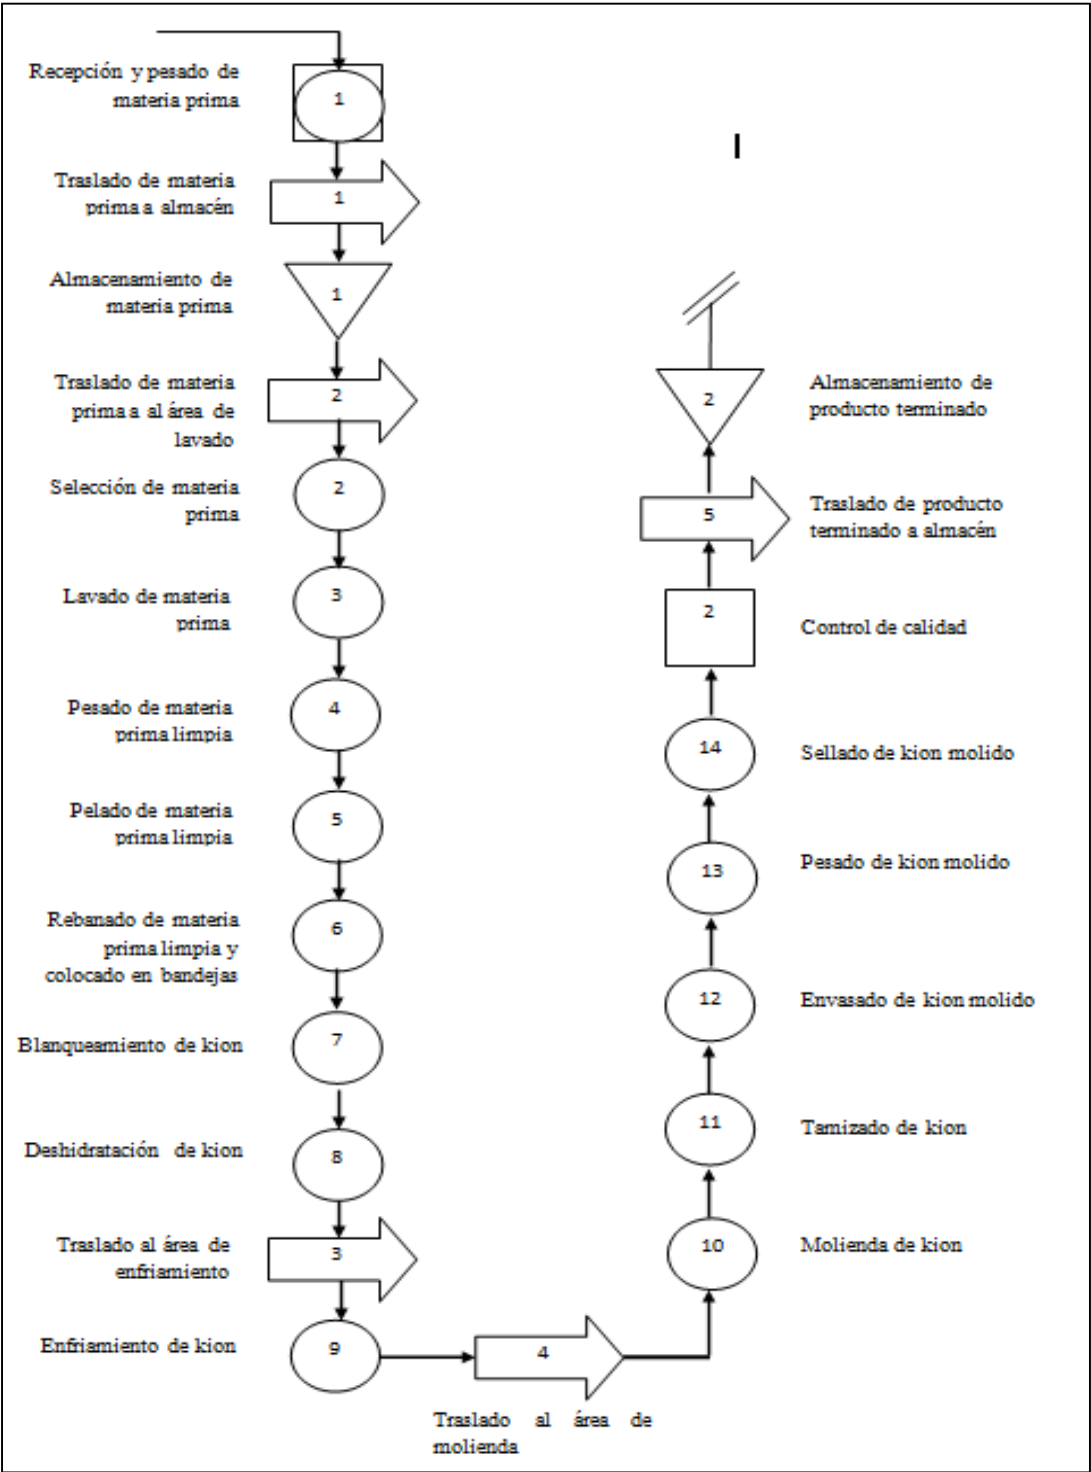 Recepción y pesado de
materia prima
1
Traslado de materia
prima a almacén
1
Almacenamiento de
materia prima
1
Traslado de materia
prima a al área de
lavado
2
Selección de materia
prima
2
Lavado de materia
prima
3
Pesado de materia
prima limpia
4
Pelado de materia
prima limpia
5
Rebanado de materia
prima limpia y
colocado en bandejas
6
Blanqueamiento de kion
7
Deshidratación de kion
8
Traslado al área de
enfriamiento
3
Enfriamiento de kion
9
4
Traslado al área de
molienda
10
Molienda de kion
11
Tamizado de kion
12
Envasado de kion molido
13
Pesado de kion molido
14
Sellado de kion molido
2
Control de calidad
5
Traslado de producto
terminado a almacén
2
Almacenamiento de
producto terminado
I